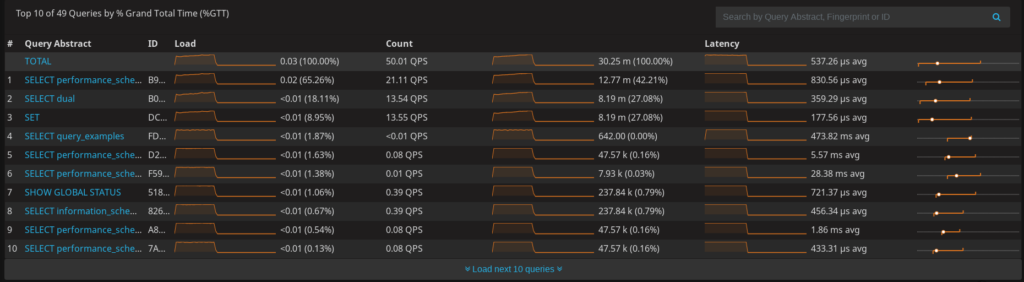 Top 10 of 49 Queries by % Grand Total Time (%GTT)
Search by Query Abstract, Fingerprint or ID
# Query Abstract ID Load Count Latency
TOTAL 0.03 (100.00%) 50.01 QPS 30.25 m (100.00%) 537.26 µs avg
1 SELECT performance_sche... B9... 0.02 (65.26%) 21.11 QPS 12.77 m (42.21%) 830.56 µs avg
2 SELECT dual B0... <0.01 (18.11%) 13.54 QPS 8.19 m (27.08%) 359.29 µs avg
3 SET DC... <0.01 (8.95%) 13.55 QPS 8.19 m (27.08%) 177.56 µs avg
4 SELECT query_examples FD... <0.01 (1.87%) <0.01 QPS 642.00 (0.00%) 473.82 ms avg
5 SELECT performance_sche... D2... <0.01 (1.63%) 0.08 QPS 47.57 k (0.16%) 5.57 ms avg
6 SELECT performance_sche... F59... <0.01 (1.38%) 0.01 QPS 7.93 k (0.03%) 28.38 ms avg
7 SHOW GLOBAL STATUS 518... <0.01 (1.06%) 0.39 QPS 237.84 k (0.79%) 721.37 µs avg
8 SELECT information_sche... 826... <0.01 (0.67%) 0.39 QPS 237.84 k (0.79%) 456.34 µs avg
9 SELECT performance_sche... A8... <0.01 (0.54%) 0.08 QPS 47.57 k (0.16%) 1.86 ms avg
10 SELECT performance_sche... 7A... <0.01 (0.13%) 0.08 QPS 47.57 k (0.16%) 433.31 µs avg
Load next 10 queries